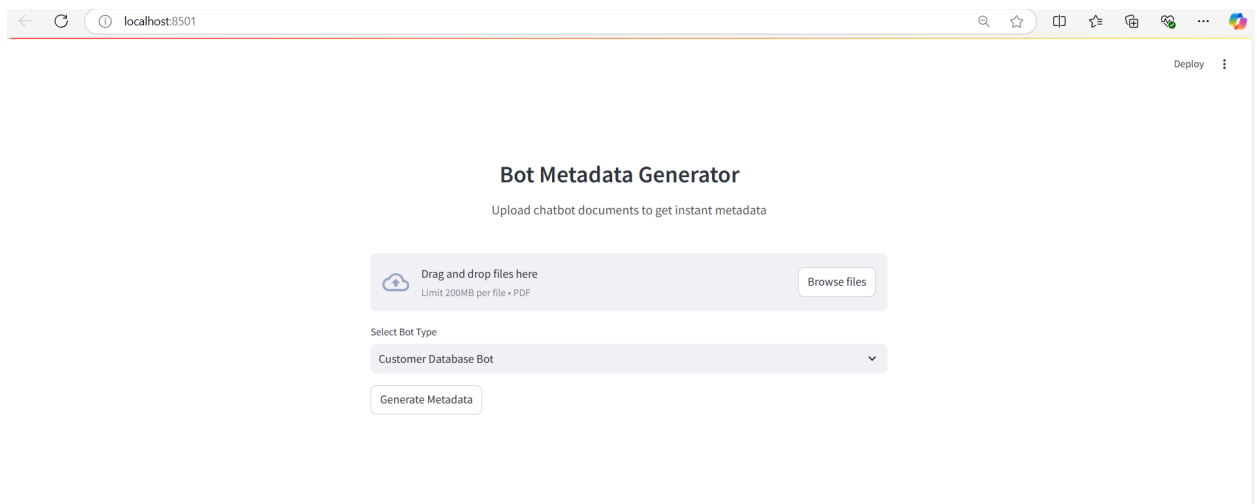 localhost:8501
Deploy
Bot Metadata Generator
Upload chatbot documents to get instant metadata
Drag and drop files here
Limit 200MB per file • PDF
Browse files
Select Bot Type
Customer Database Bot
Generate Metadata